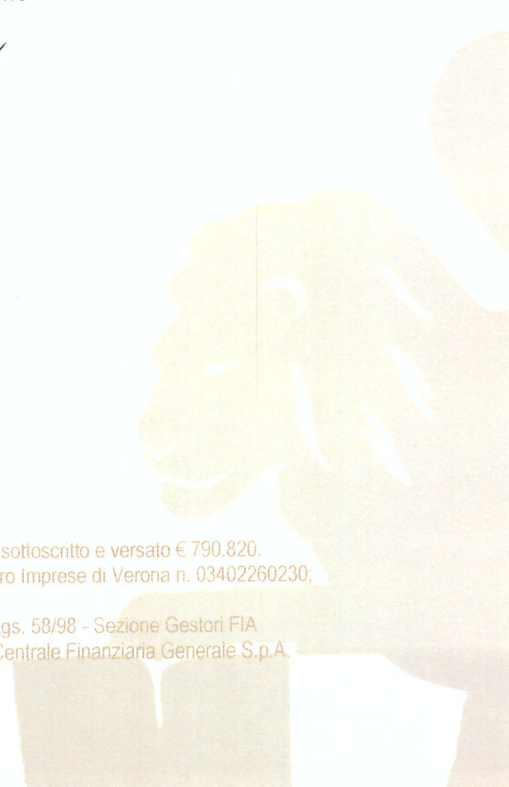 sottoscritto e versato € 790.820.
ro Imprese di Verona n. 03402260230;
gs. 58/98 - Sezione Gestori FIA
Centrale Finanziaria Generale S.p.A.